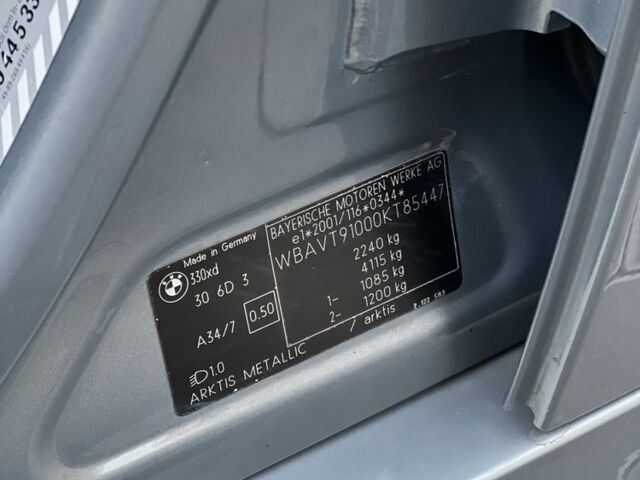 Made in Germany
BAYERISCHE MOTOREN WERKE AG
e1*2001/116*0344*
WBAVT91000KT85447
330xd
30 6D 3
2240 kg
4115 kg
1- 1085 kg
2- 1200 kg
A34/7 0.50
1.0
ARKTIS METALLIC / arktis